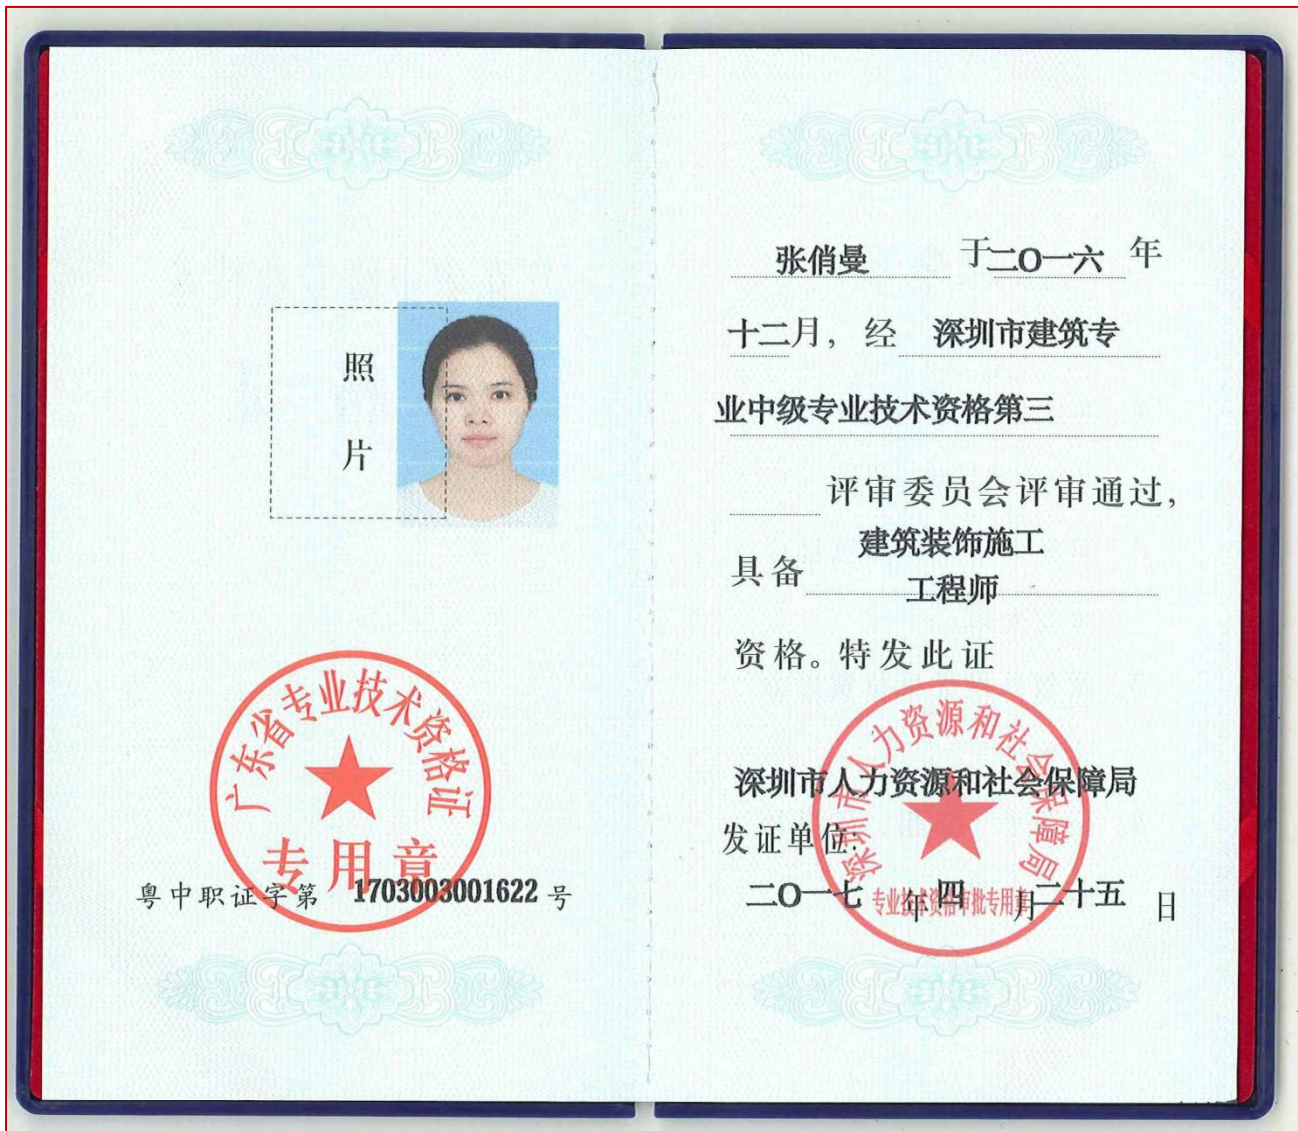 照
片
广东省专业技术资格证
专用章
粤中职证字第 1703003001622 号
张俏曼 于二O一六 年
十二月，经 深圳市建筑专
业中级专业技术资格第三
评审委员会评审通过，
建筑装饰施工
具备 工程师
资格。特发此证
深圳市人力资源和社会保障局
深圳市人力资源和社会保障局
发证单位：
二O一七 年 四 月二十五 日
专业技术资格审批专用章